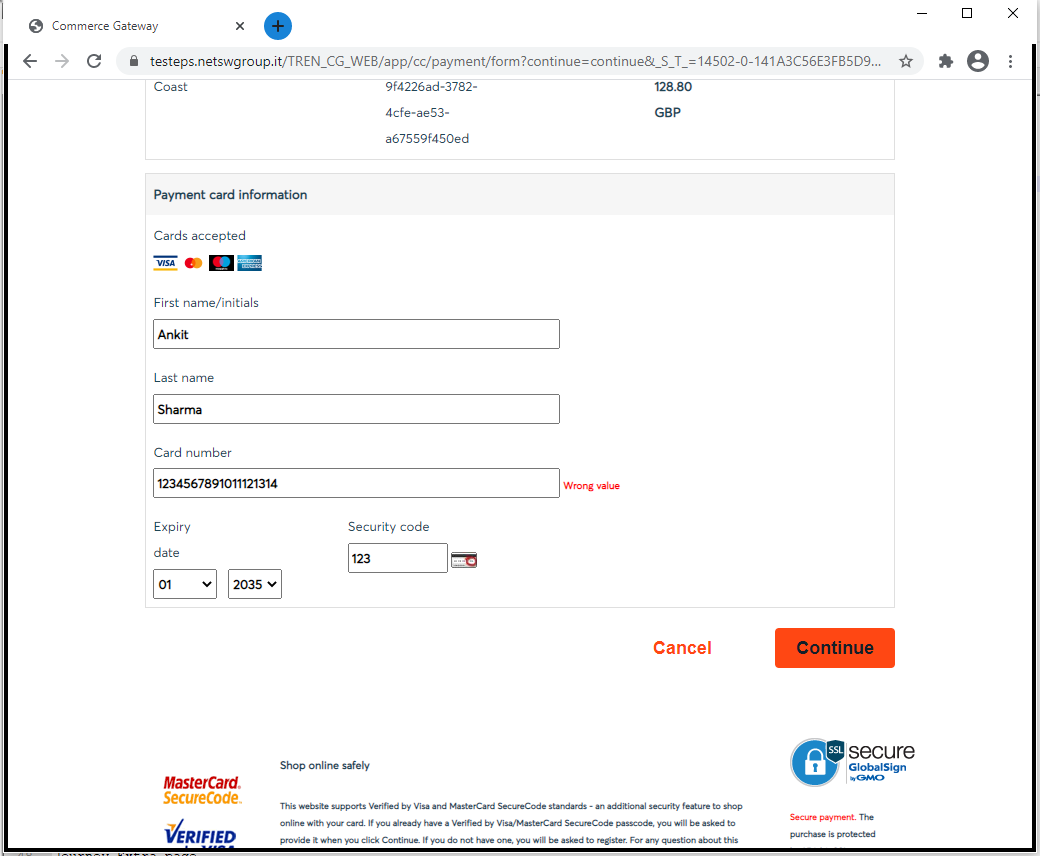 Commerce Gateway
testeps.netswgroup.it/TREN_CG_WEB/app/cc/payment/form?continue=continue&_S_T_=14502-0-141A3C56E3FB5D9...
Coast 9f4226ad-3782- 128.80
4cfe-ae53- GBP
a67559f450ed
Payment card information
Cards accepted
VISA
First name/initials
Ankit
Last name
Sharma
Card number
1234567891011121314 Wrong value
Expiry Security code
date
123
01 2035
Cancel Continue
SSL secure
GlobalSign
by GMO
Shop online safely
MasterCard.
SecureCode.
This website supports Verified by Visa and MasterCard SecureCode standards - an additional security feature to shop
online with your card. If you already have a Verified by Visa/MasterCard SecureCode passcode, you will be asked to
provide it when you click Continue. If you do not have one, you will be asked to register. For any question about this
VERIFIED
Secure payment. The
purchase is protected